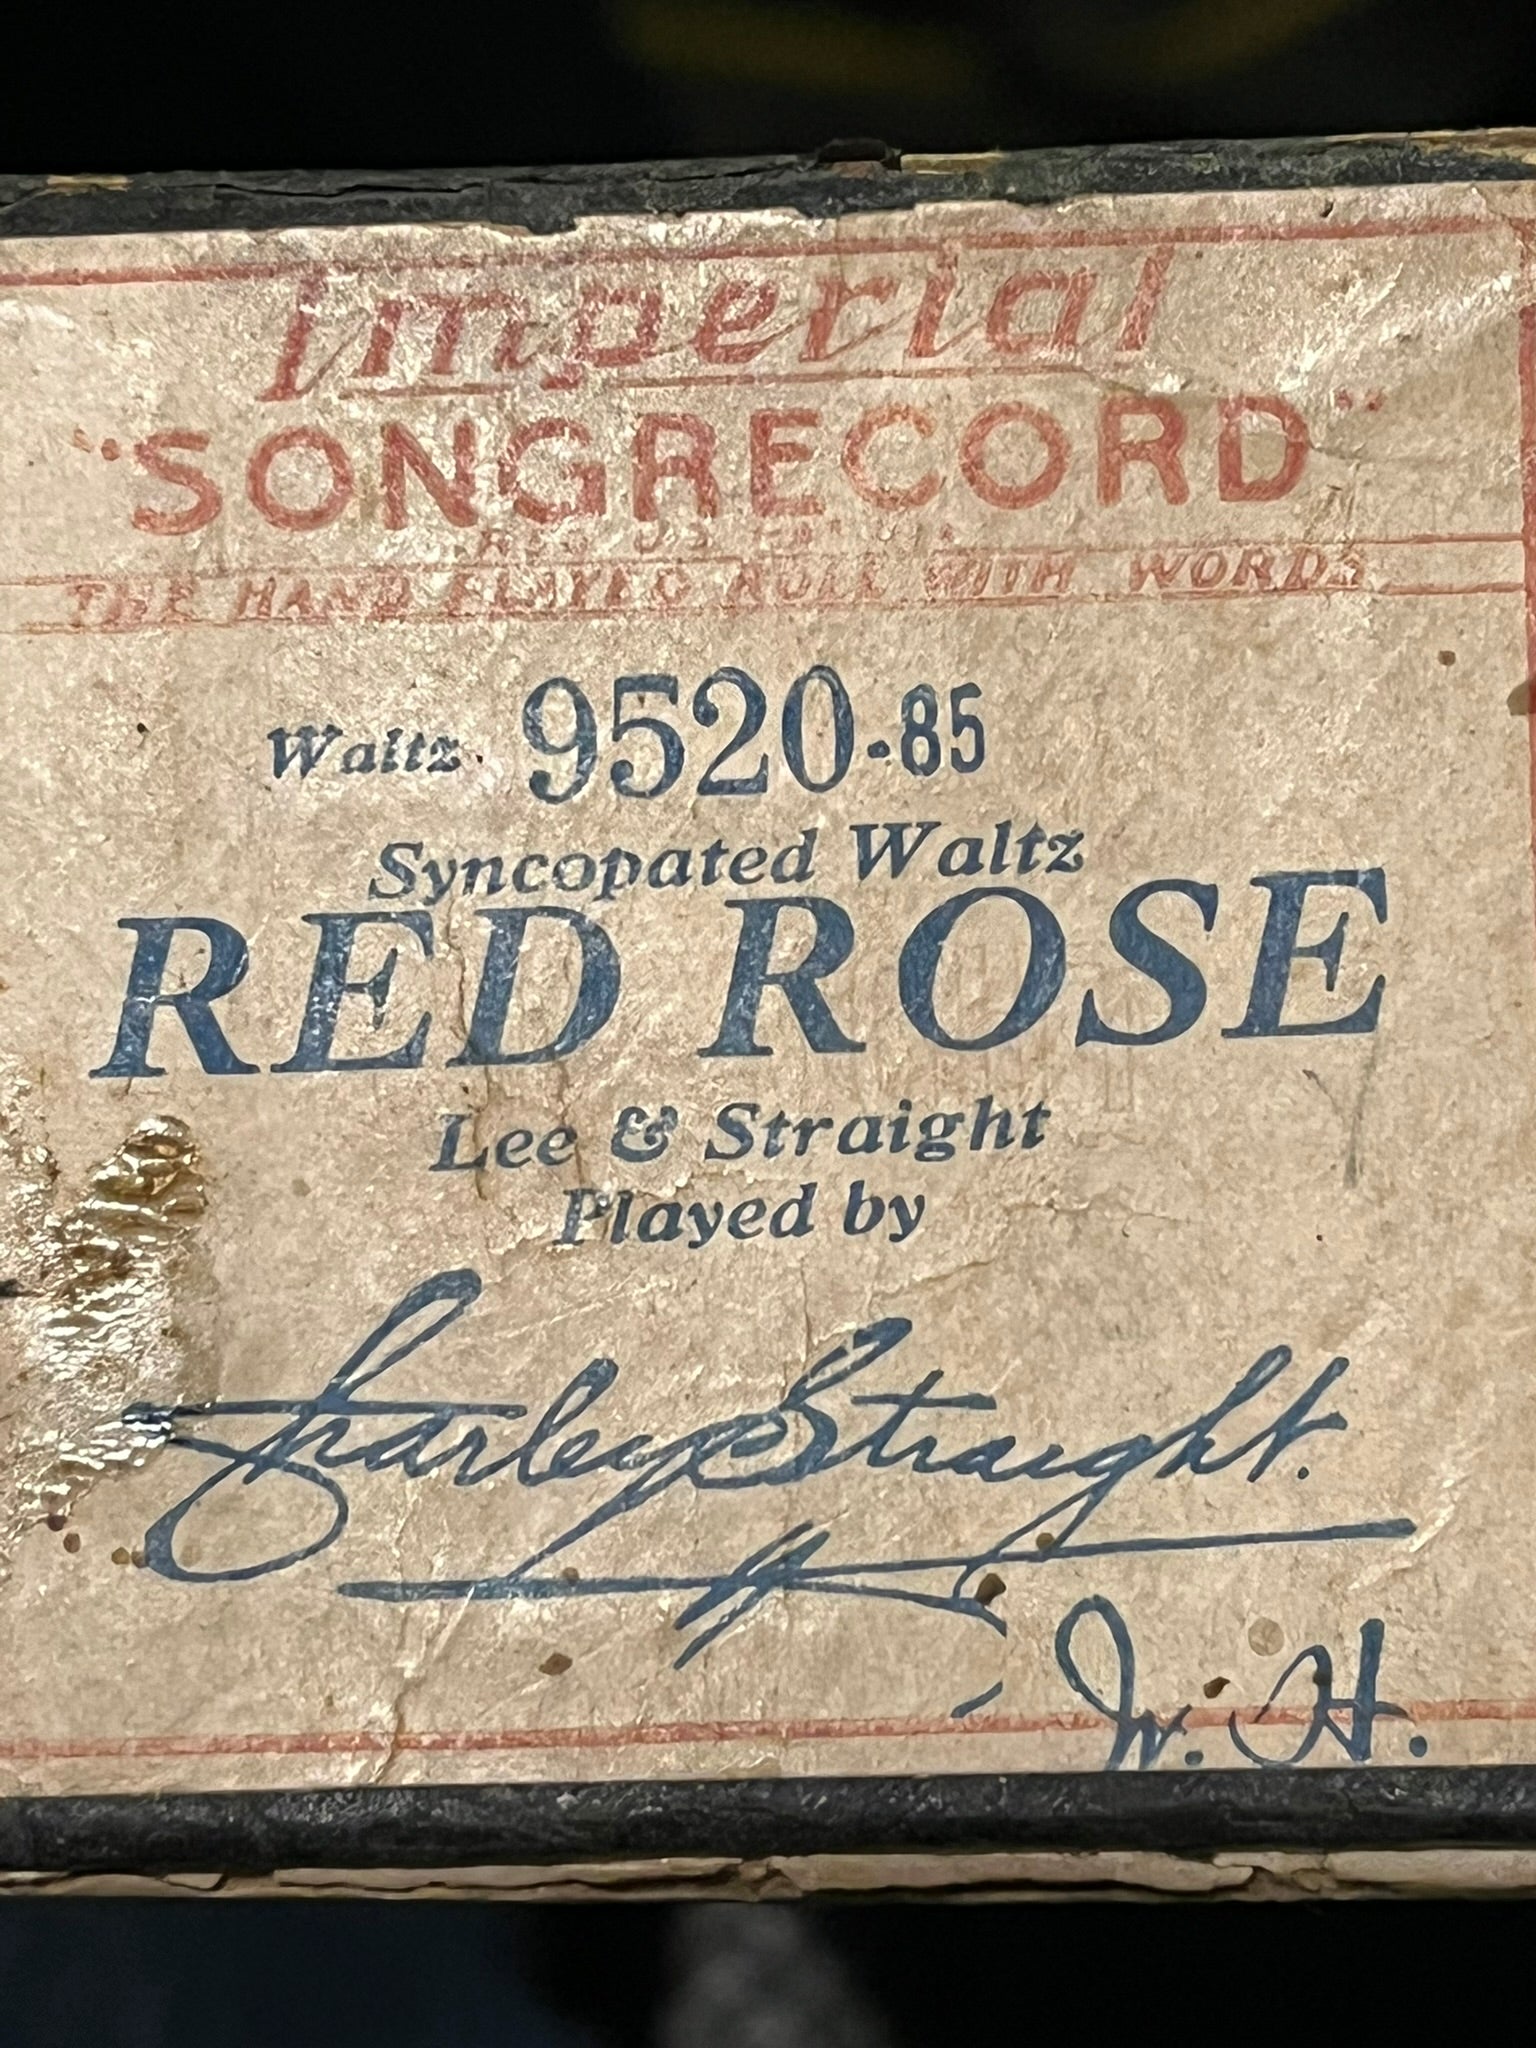 Imperial
"SONGRECORD"
REG. U.S.
THE HAND PLAYED ROLL WITH WORDS
Waltz 9520-85
Syncopated Waltz
RED ROSE
Lee & Straight
Played by
Charley Straight.
W. H.